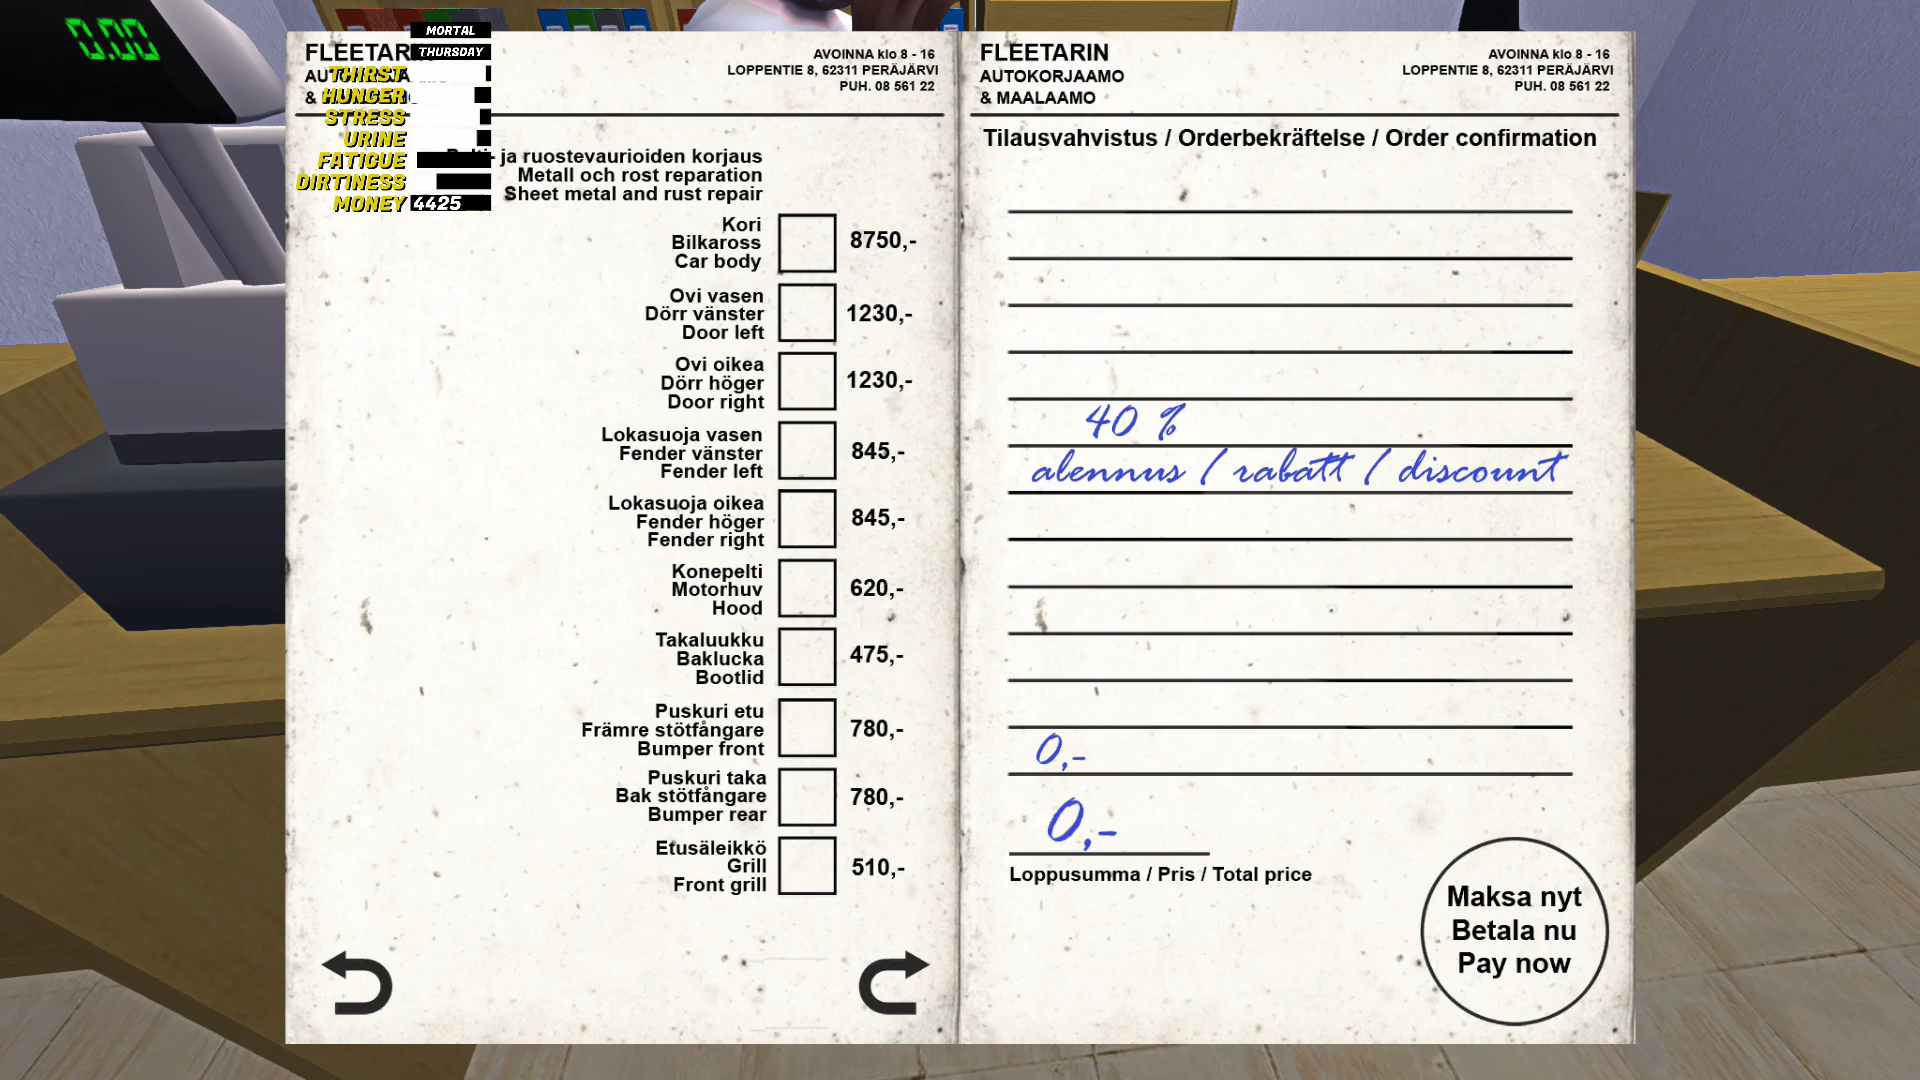 0.00
MORTAL
THURSDAY
THIRST
HUNGER
STRESS
URINE
FATIGUE
DIRTINESS
MONEY 4425
AVOINNA klo 8 - 16
LOPPENTIE 8, 62311 PERÄJÄRVI
PUH. 08 561 22
ja ruostevaurioiden korjaus
Metall och rost reparation
Sheet metal and rust repair
Kori
Bilkaross
Car body
8750,-
Ovi vasen
Dörr vänster
Door left
1230,-
Ovi oikea
Dörr höger
Door right
1230,-
Lokasuoja vasen
Fender vänster
Fender left
845,-
Lokasuoja oikea
Fender höger
Fender right
845,-
Konepelti
Motorhuv
Hood
620,-
Takaluukku
Baklucka
Bootlid
475,-
Puskuri etu
Främre stötfångare
Bumper front
780,-
Puskuri taka
Bak stötfångare
Bumper rear
780,-
Etusäleikkö
Grill
Front grill
510,-
FLEETARIN
AUTOKORJAAMO
& MAALAAMO
AVOINNA klo 8 - 16
LOPPENTIE 8, 62311 PERÄJÄRVI
PUH. 08 561 22
Tilausvahvistus / Orderbekräftelse / Order confirmation
40 %
alennus / rabatt / discount
0,-
0,-
Loppusumma / Pris / Total price
Maksa nyt
Betala nu
Pay now